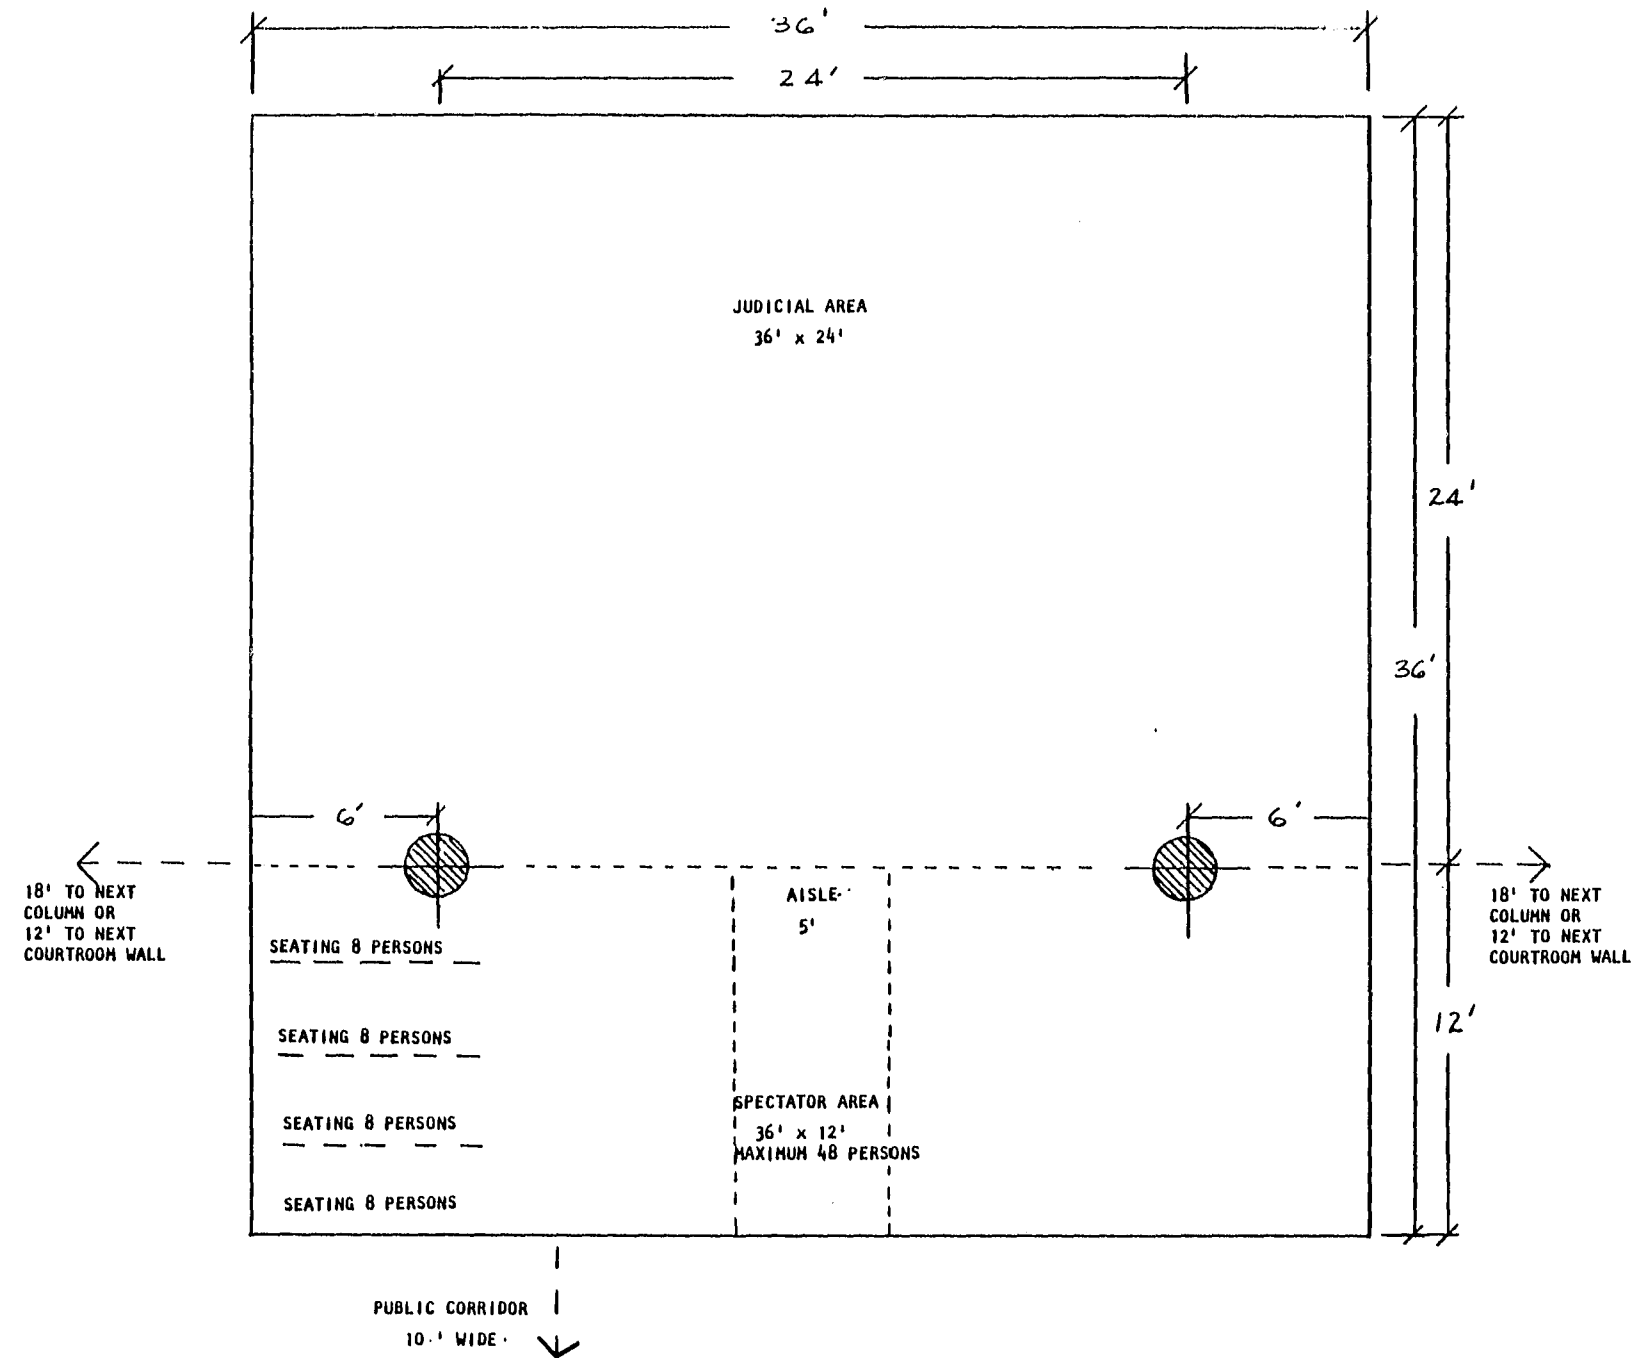 36'
24'
JUDICIAL AREA
36' x 24'
24'
36'
6'
6'
18' TO NEXT
COLUMN OR
12' TO NEXT
COURTROOM WALL
AISLE
5'
18' TO NEXT
COLUMN OR
12' TO NEXT
COURTROOM WALL
SEATING 8 PERSONS
12'
SEATING 8 PERSONS
SPECTATOR AREA
36' x 12'
MAXIMUM 48 PERSONS
SEATING 8 PERSONS
SEATING 8 PERSONS
PUBLIC CORRIDOR
10' WIDE